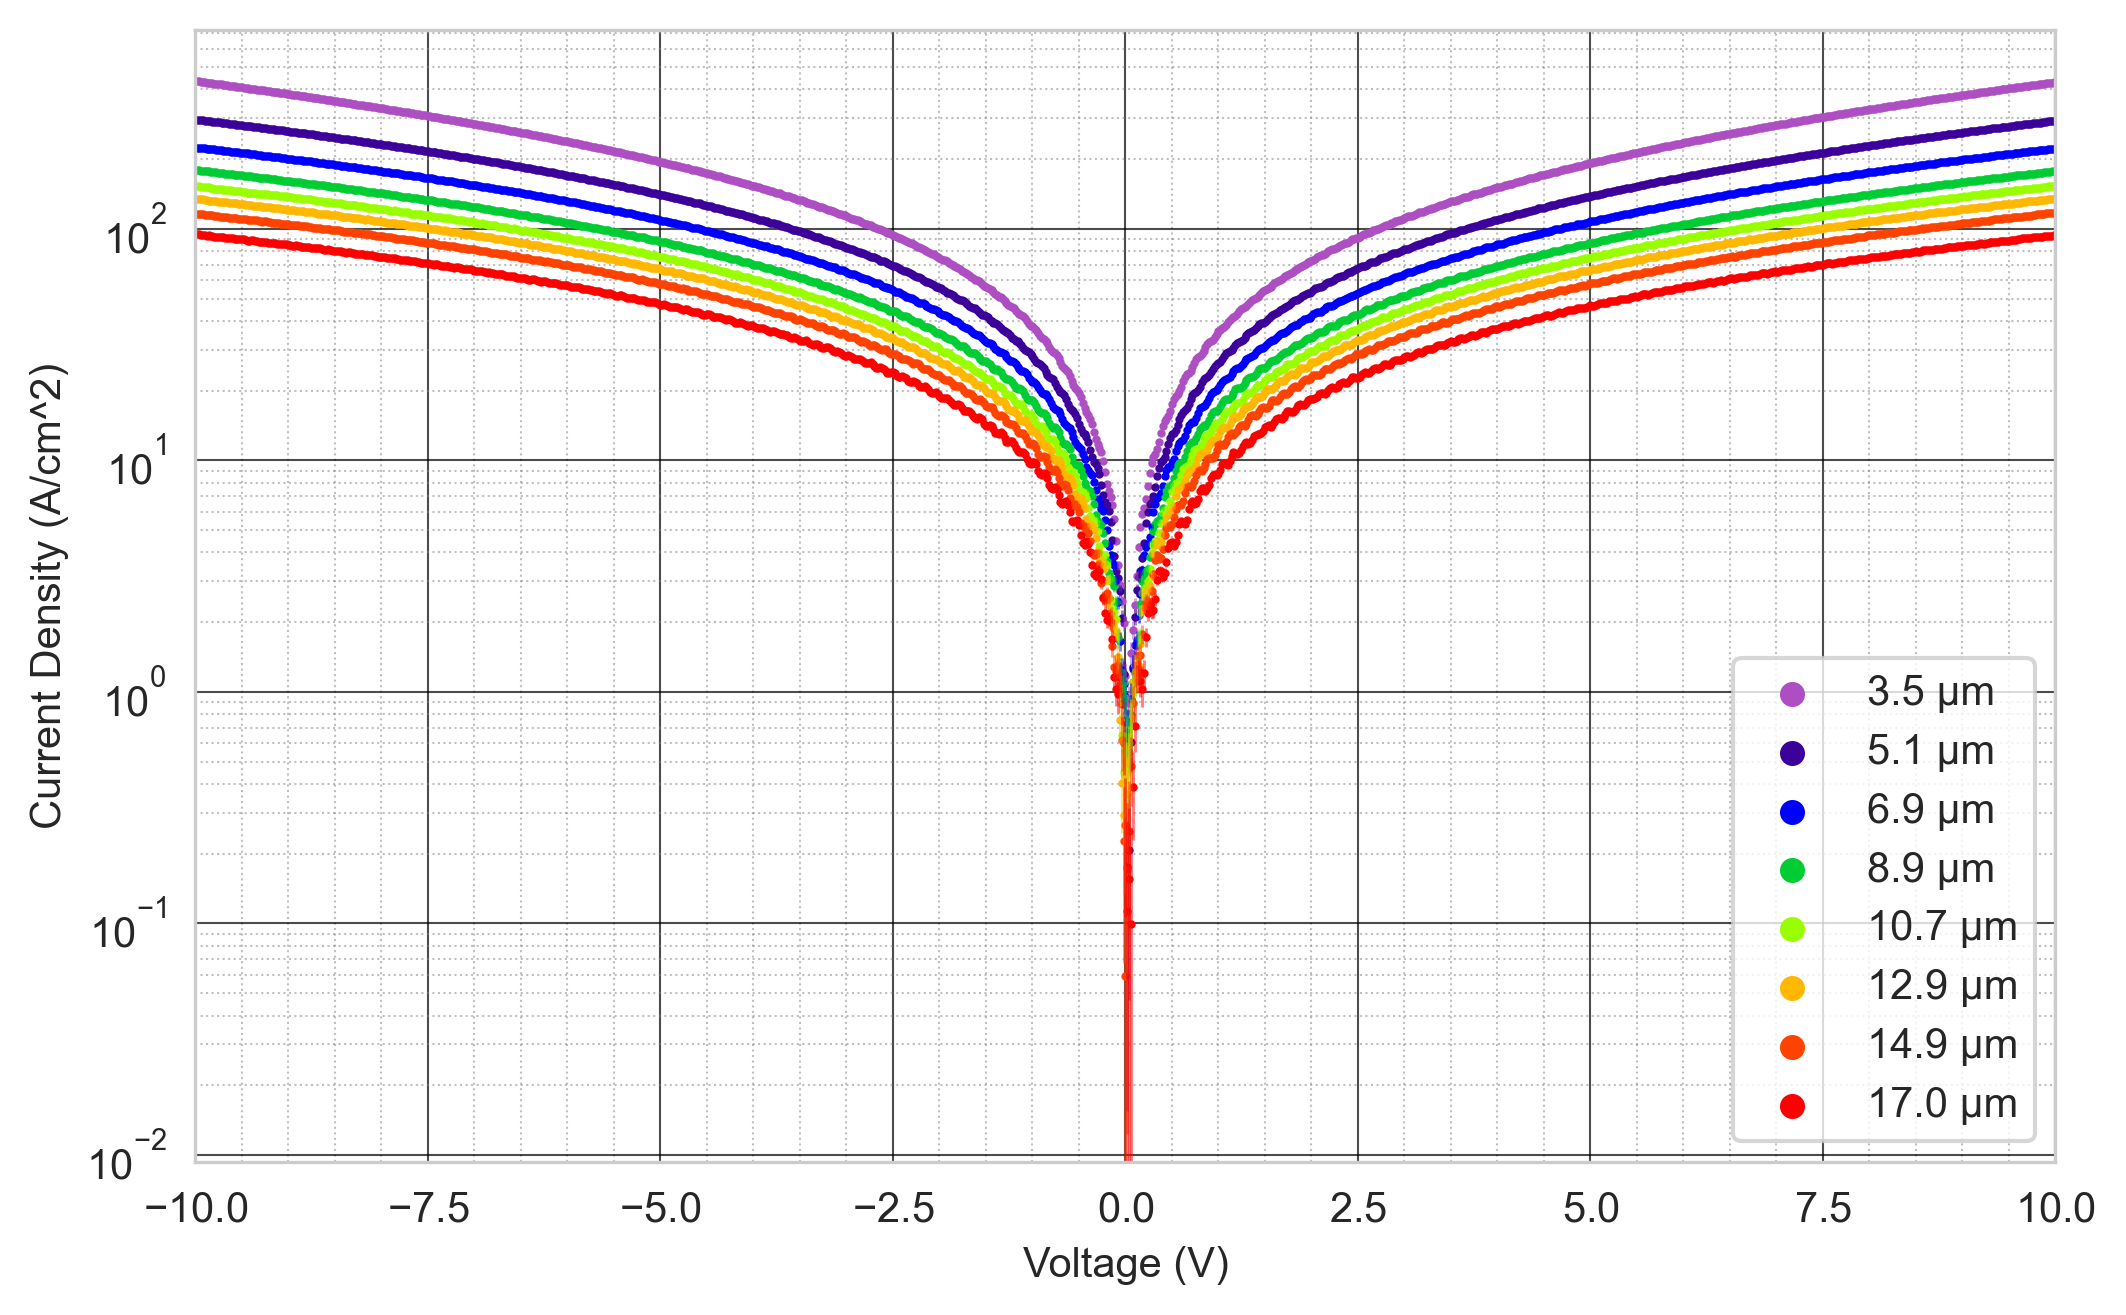 Current Density (A/cm^2)
10^2
10^1
10^0
10^−1
10^−2
3.5 μm
5.1 μm
6.9 μm
8.9 μm
10.7 μm
12.9 μm
14.9 μm
17.0 μm
−10.0 −7.5 −5.0 −2.5 0.0 2.5 5.0 7.5 10.0
Voltage (V)